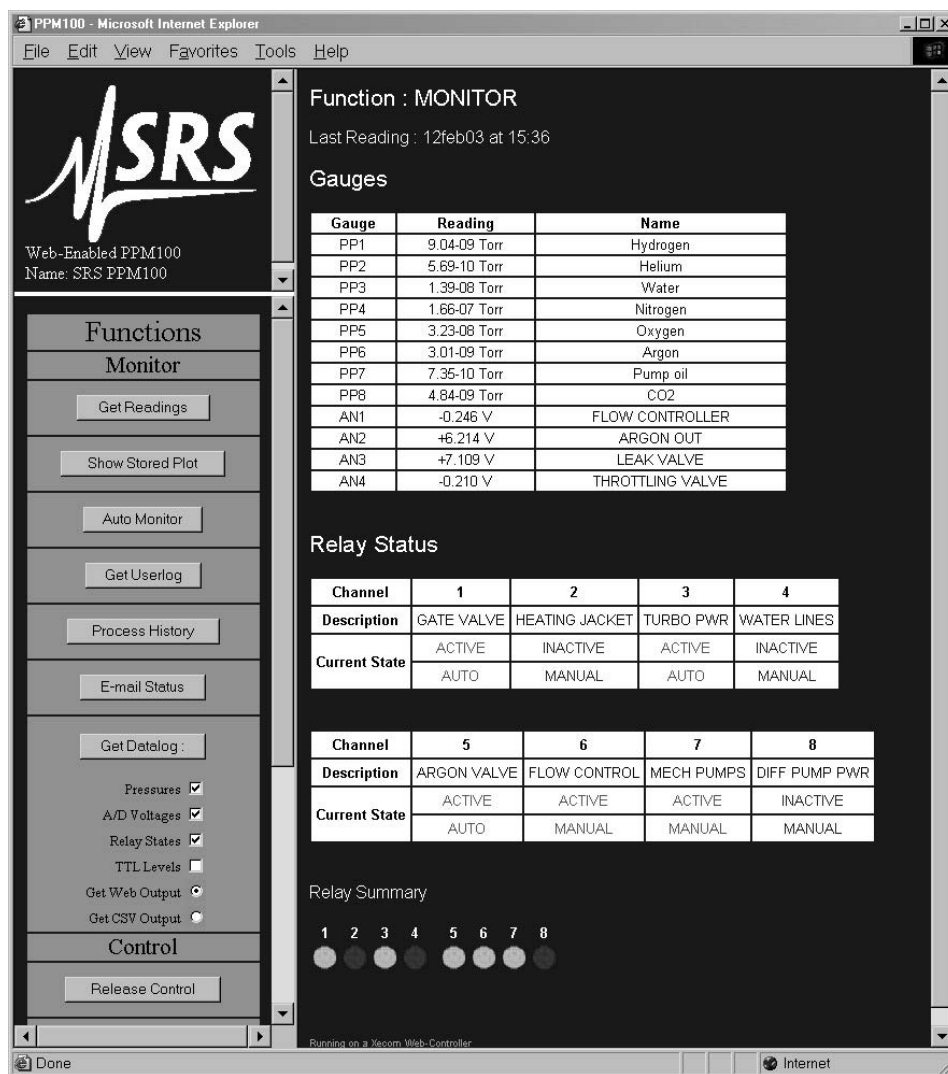 PPM100 - Microsoft Internet Explorer
File Edit View Favorites Tools Help
SRS
Web-Enabled PPM100
Name: SRS PPM100
Functions
Monitor
Get Readings
Show Stored Plot
Auto Monitor
Get Userlog
Process History
E-mail Status
Get Datalog :
Pressures
A/D Voltages
Relay States
TTL Levels
Get Web Output
Get CSV Output
Control
Release Control
Function : MONITOR
Last Reading : 12feb03 at 15:36
Gauges
Gauge Reading Name
PP1 9.04-09 Torr Hydrogen
PP2 5.69-10 Torr Helium
PP3 1.39-08 Torr Water
PP4 1.66-07 Torr Nitrogen
PP5 3.23-08 Torr Oxygen
PP6 3.01-09 Torr Argon
PP7 7.35-10 Torr Pump oil
PP8 4.84-09 Torr CO2
AN1 -0.246 V FLOW CONTROLLER
AN2 +6.214 V ARGON OUT
AN3 +7.109 V LEAK VALVE
AN4 -0.210 V THROTTLING VALVE
Relay Status
Channel 1 2 3 4
Description GATE VALVE HEATING JACKET TURBO PWR WATER LINES
Current State ACTIVE INACTIVE ACTIVE INACTIVE
AUTO MANUAL AUTO MANUAL
Channel 5 6 7 8
Description ARGON VALVE FLOW CONTROL MECH PUMPS DIFF PUMP PWR
Current State ACTIVE ACTIVE ACTIVE INACTIVE
AUTO MANUAL MANUAL MANUAL
Relay Summary
1 2 3 4 5 6 7 8
Running on a Xecom Web-Controller
Done Internet